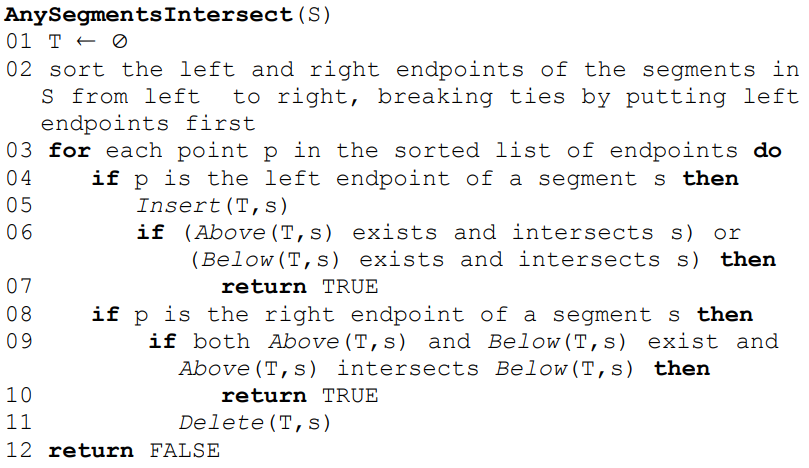 AnySegmentsIntersect(S)
01 T ← ∅
02 sort the left and right endpoints of the segments in
S from left to right, breaking ties by putting left
endpoints first
03 for each point p in the sorted list of endpoints do
04 if p is the left endpoint of a segment s then
05 Insert(T,s)
06 if (Above(T,s) exists and intersects s) or
(Below(T,s) exists and intersects s) then
07 return TRUE
08 if p is the right endpoint of a segment s then
09 if both Above(T,s) and Below(T,s) exist and
Above(T,s) intersects Below(T,s) then
10 return TRUE
11 Delete(T,s)
12 return FALSE